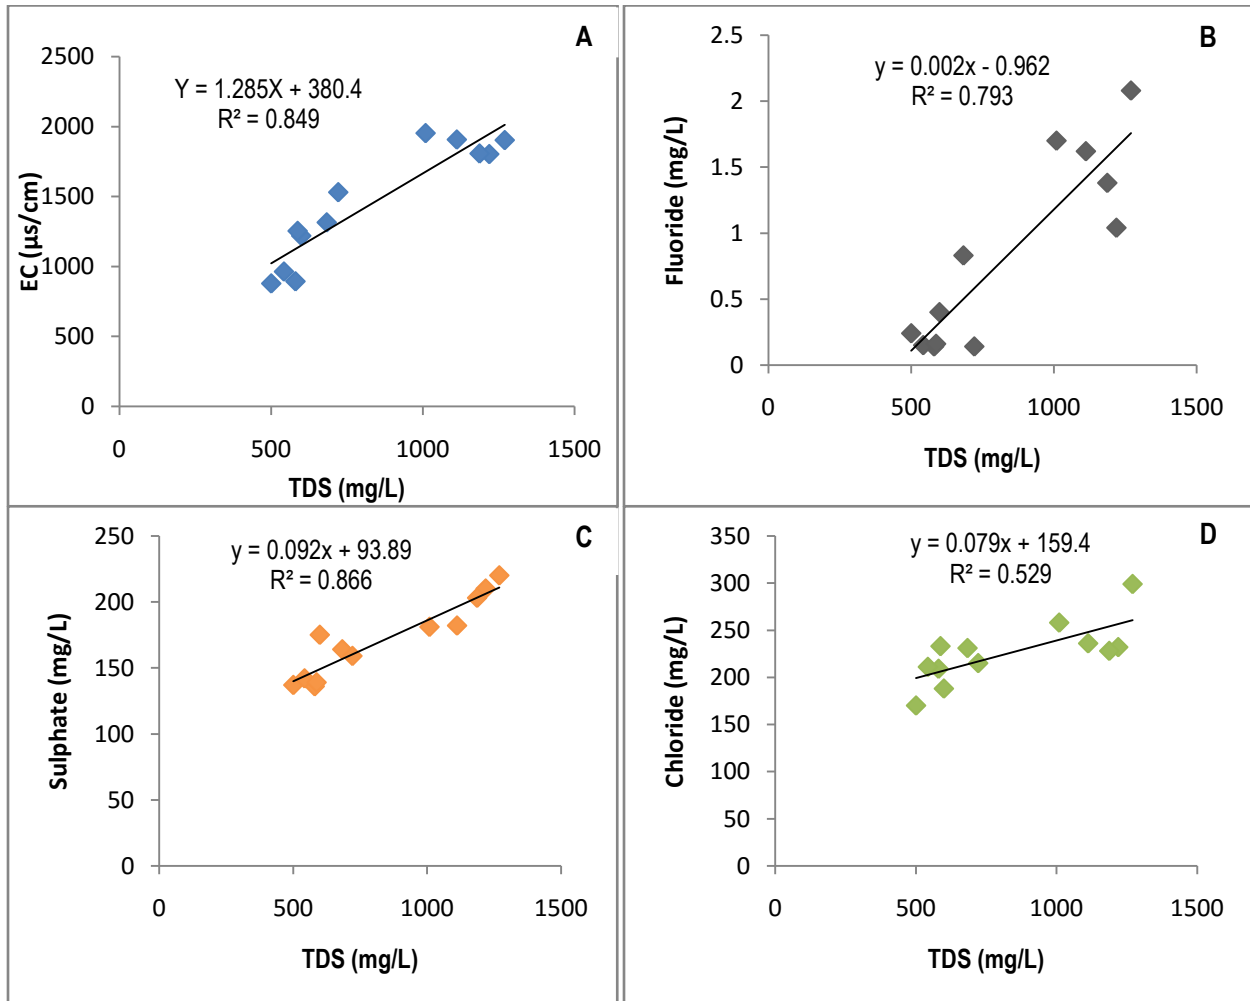 A
Y = 1.285X + 380.4
R² = 0.849
EC (µs/cm)
2500
2000
1500
1000
500
0
0 500 1000 1500
TDS (mg/L)
B
y = 0.002x - 0.962
R² = 0.793
Fluoride (mg/L)
2.5
2
1.5
1
0.5
0
0 500 1000 1500
TDS (mg/L)
C
y = 0.092x + 93.89
R² = 0.866
Sulphate (mg/L)
250
200
150
100
50
0
0 500 1000 1500
TDS (mg/L)
D
y = 0.079x + 159.4
R² = 0.529
Chloride (mg/L)
350
300
250
200
150
100
50
0
0 500 1000 1500
TDS (mg/L)